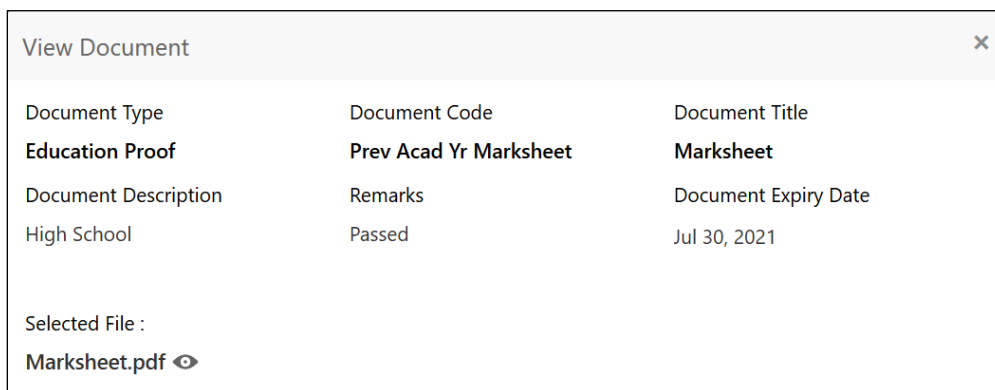 View Document
Document Type Document Code Document Title
Education Proof Prev Acad Yr Marksheet Marksheet
Document Description Remarks Document Expiry Date
High School Passed Jul 30, 2021
Selected File :
Marksheet.pdf